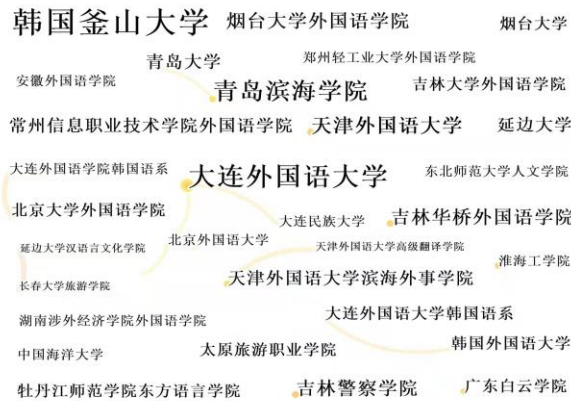 韩国釜山大学 烟台大学外国语学院 烟台大学
青岛大学 郑州轻工业大学外国语学院
安徽外国语学院 青岛滨海学院 吉林大学外国语学院
常州信息职业技术学院外国语学院 天津外国语大学 延边大学
大连外国语学院韩国语系 大连外国语大学 东北师范大学人文学院
北京大学外国语学院 大连民族大学 吉林华桥外国语学院
延边大学汉语言文化学院 北京外国语大学 天津外国语大学高级翻译学院 淮海工学院
长春大学旅游学院 天津外国语大学滨海外事学院
湖南涉外经济学院外国语学院 大连外国语大学韩国语系
中国海洋大学 太原旅游职业学院 韩国外国语大学
牡丹江师范学院东方语言学院 吉林警察学院 广东白云学院